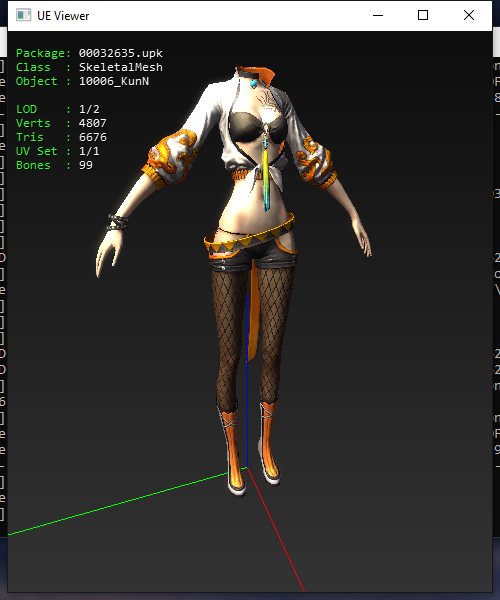 UE Viewer
Package: 00032635.upk
Class : SkeletalMesh
Object : 10006_KunN
LOD : 1/2
Verts : 4807
Tris : 6676
UV Set : 1/1
Bones : 99